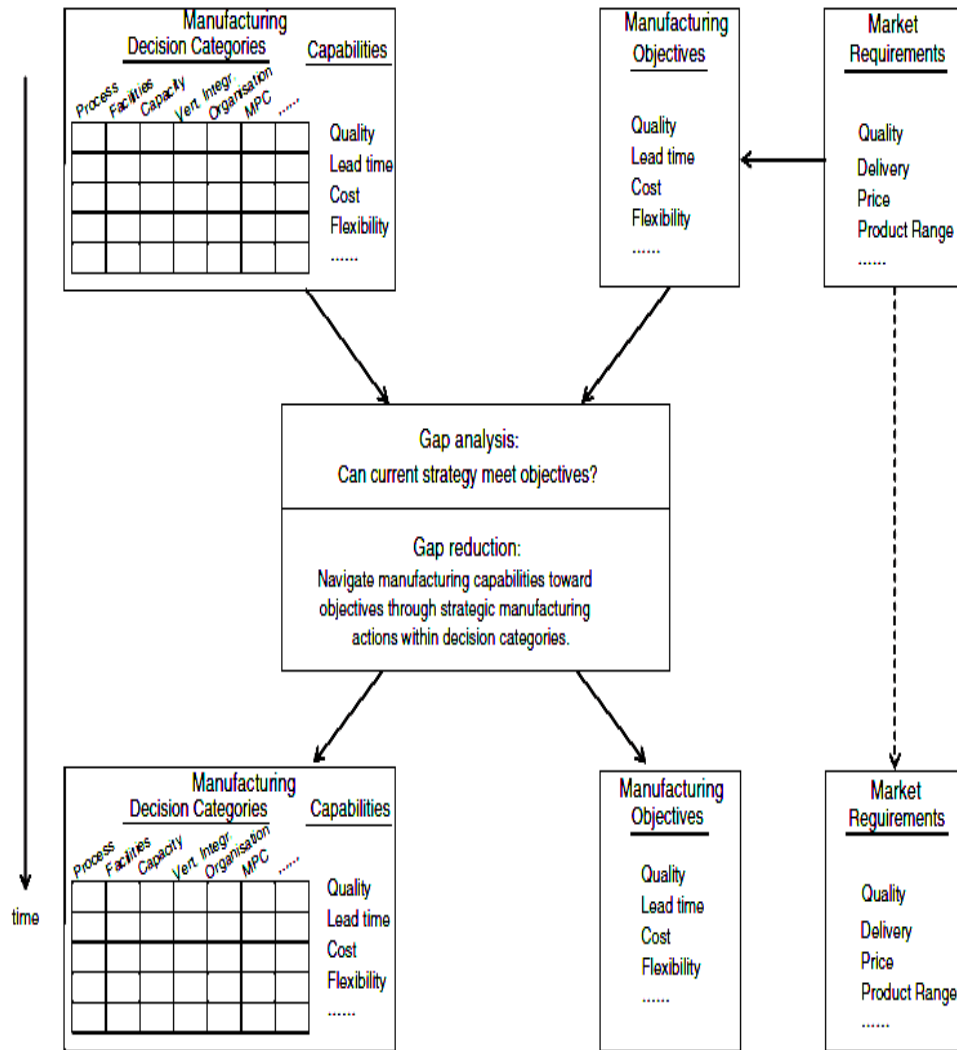 Manufacturing
Decision Categories
Capabilities
Process
Facilities
Capacity
Vert. Integr.
Organisation
MPC
......
Quality
Lead time
Cost
Flexibility
......
Manufacturing
Objectives
Quality
Lead time
Cost
Flexibility
......
Market
Requirements
Quality
Delivery
Price
Product Range
......
Gap analysis:
Can current strategy meet objectives?
Gap reduction:
Navigate manufacturing capabilities toward
objectives through strategic manufacturing
actions within decision categories.
time
Manufacturing
Decision Categories
Capabilities
Process
Facilities
Capacity
Vert. Integr.
Organisation
MPC
......
Quality
Lead time
Cost
Flexibility
......
Manufacturing
Objectives
Quality
Lead time
Cost
Flexibility
......
Market
Reguirements
Quality
Delivery
Price
Product Range
......